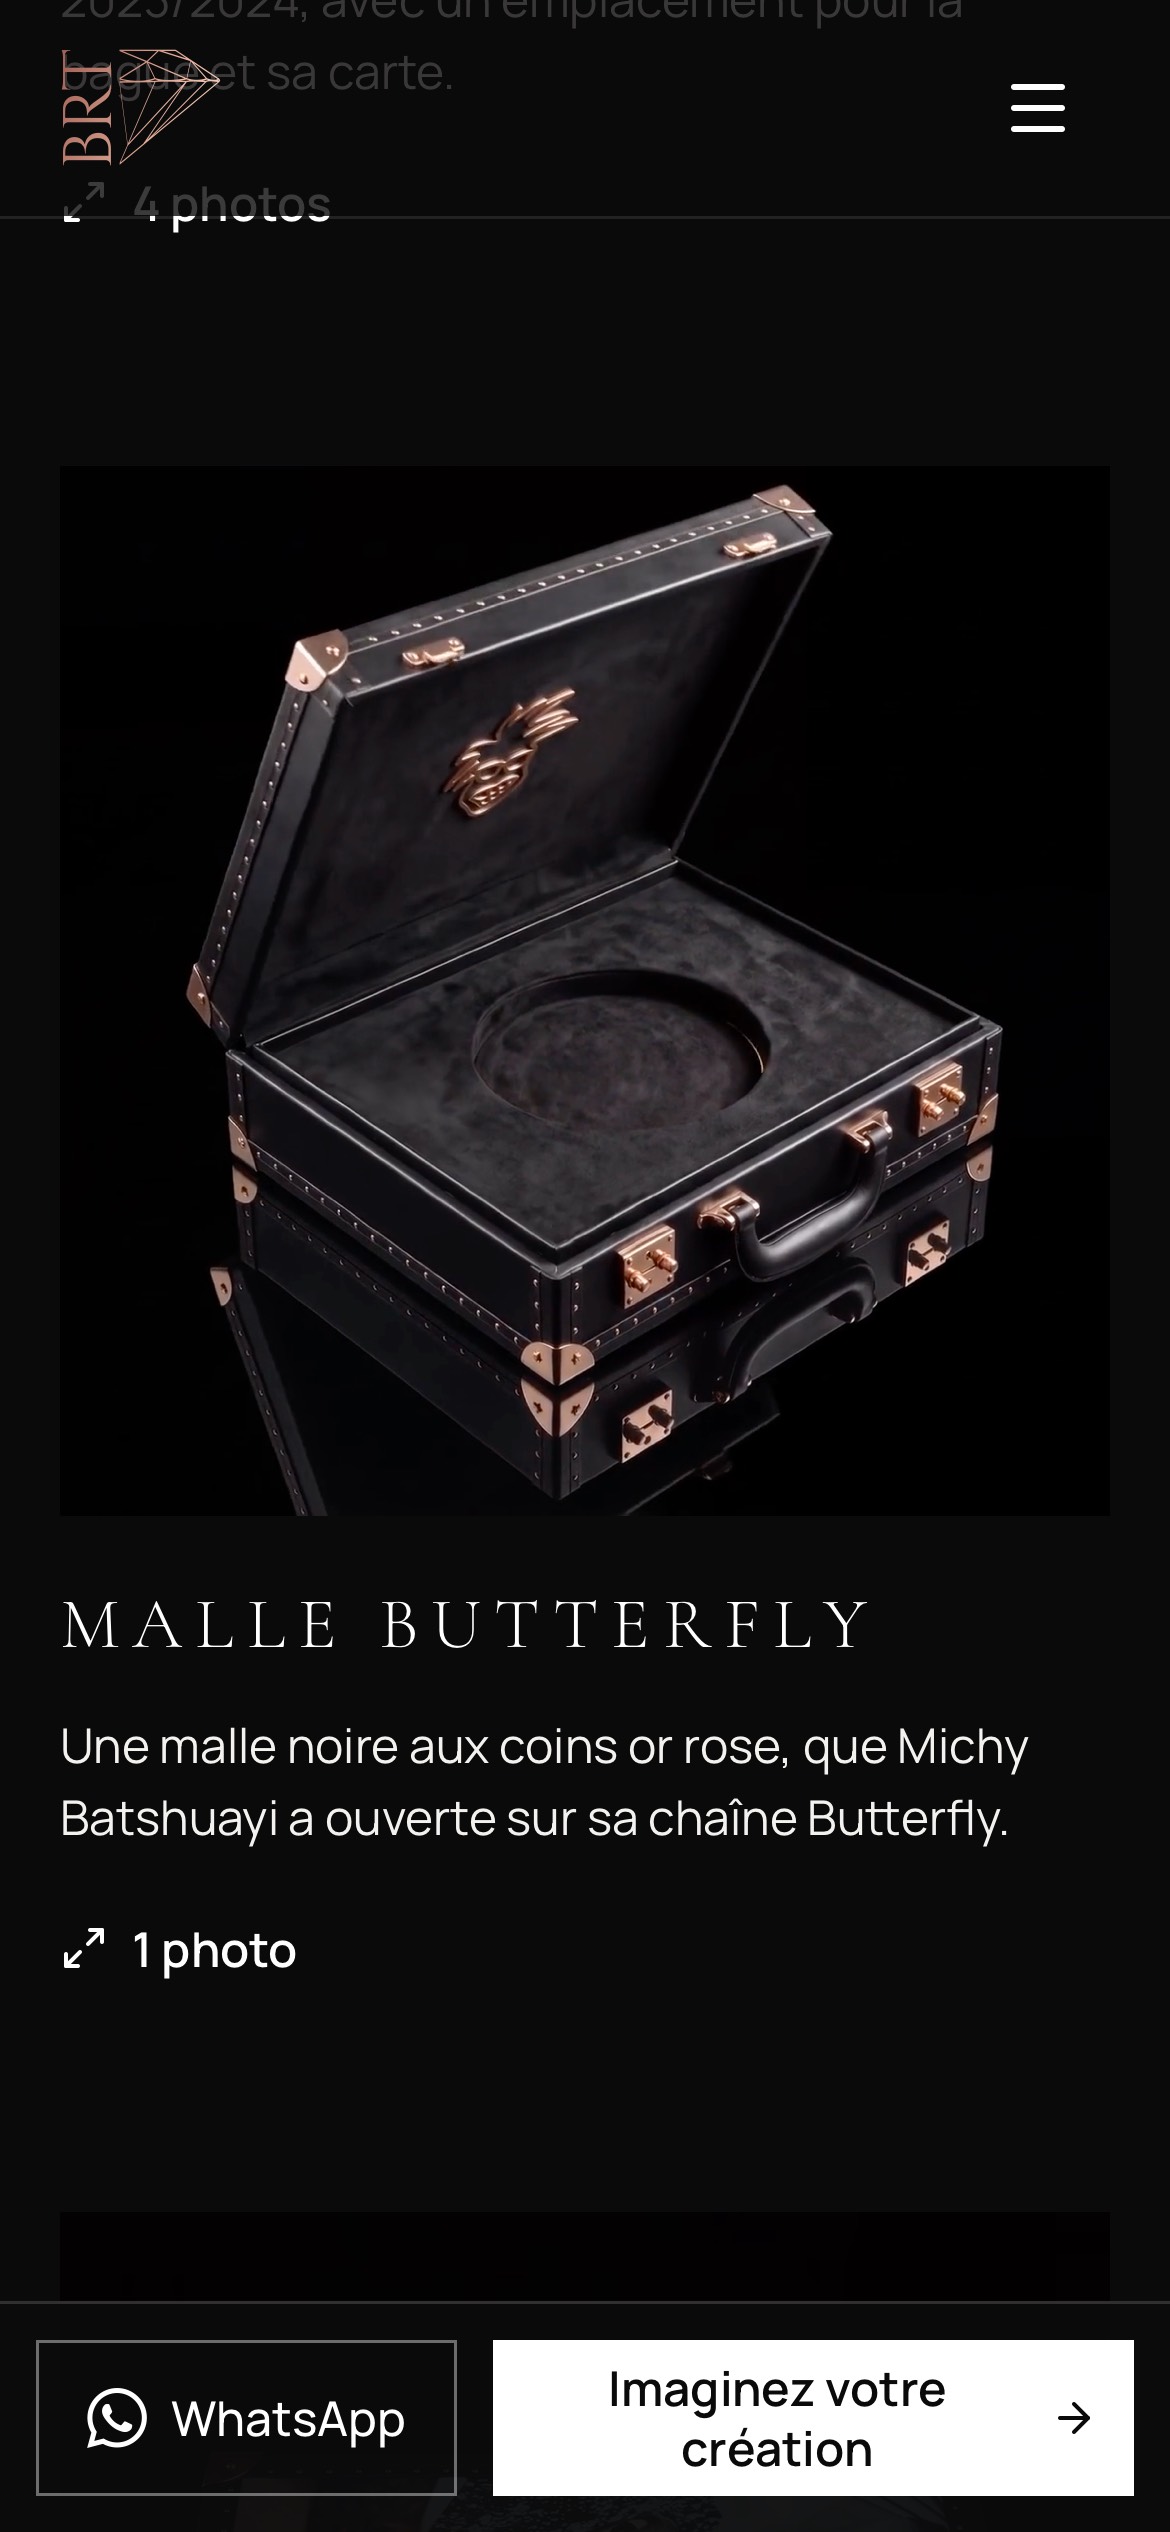 2023/2024, avec un emplacement pour la
bague et sa carte.
BRI
4 photos
MALLE BUTTERFLY
Une malle noire aux coins or rose, que Michy
Batshuayi a ouverte sur sa chaîne Butterfly.
1 photo
WhatsApp
Imaginez votre
création